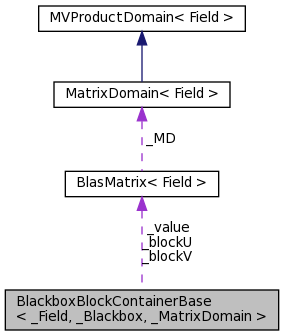 MVProductDomain< Field >
MatrixDomain< Field >
_MD
BlasMatrix< Field >
_value
_blockU
_blockV
BlackboxBlockContainerBase
< _Field, _Blackbox, _MatrixDomain >